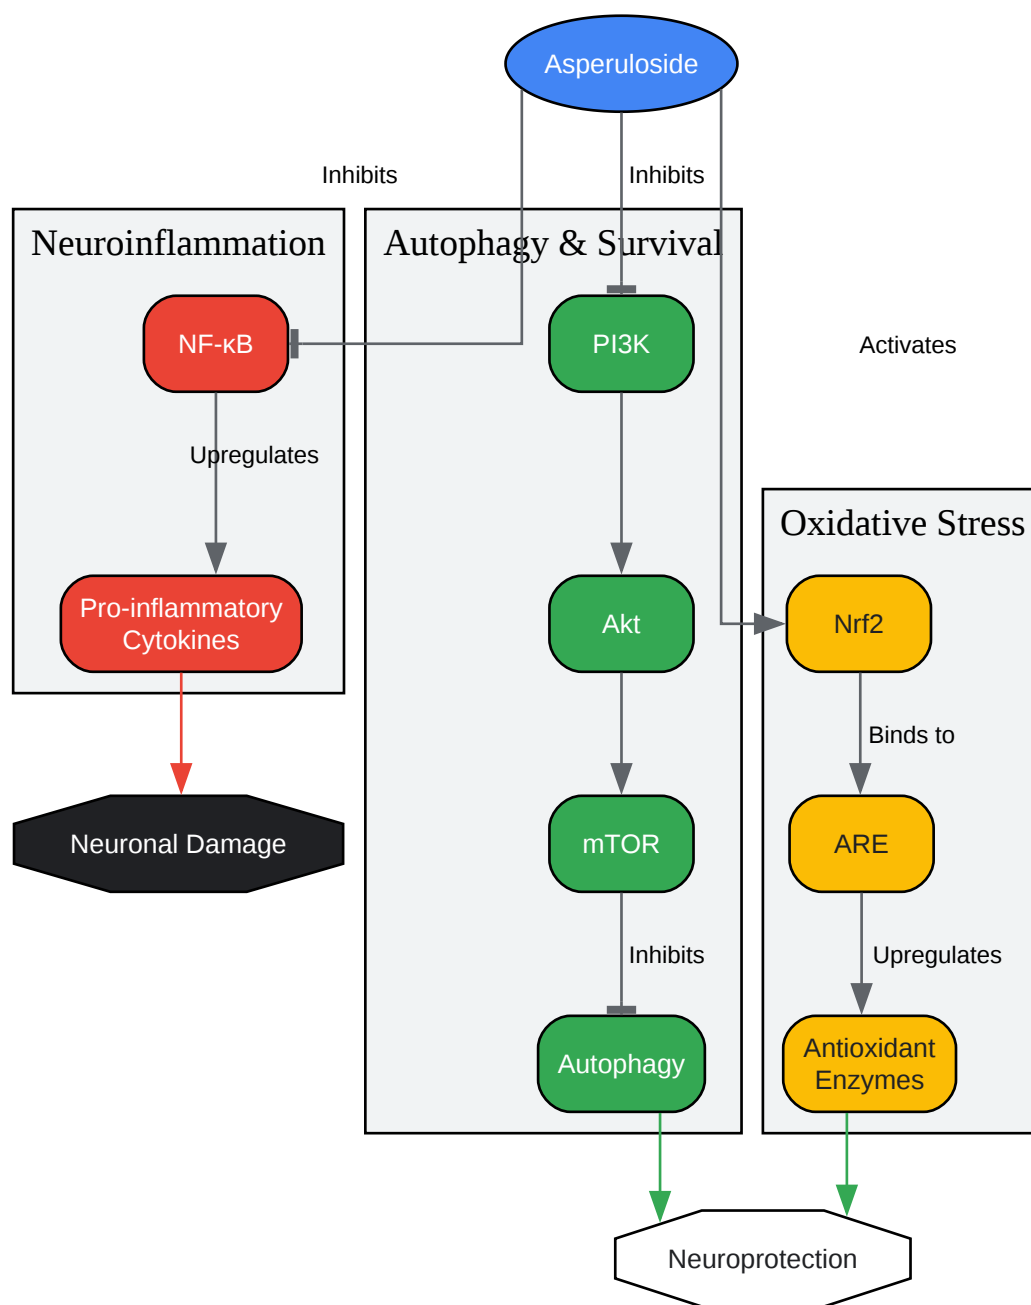 Asperuloside
Inhibits
Inhibits
Neuroinflammation
Autophagy & Survival
NF-κB
PI3K
Activates
Upregulates
Oxidative Stress
Pro-inflammatory
Cytokines
Akt
Nrf2
Binds to
Neuronal Damage
mTOR
ARE
Inhibits
Upregulates
Autophagy
Antioxidant
Enzymes
Neuroprotection